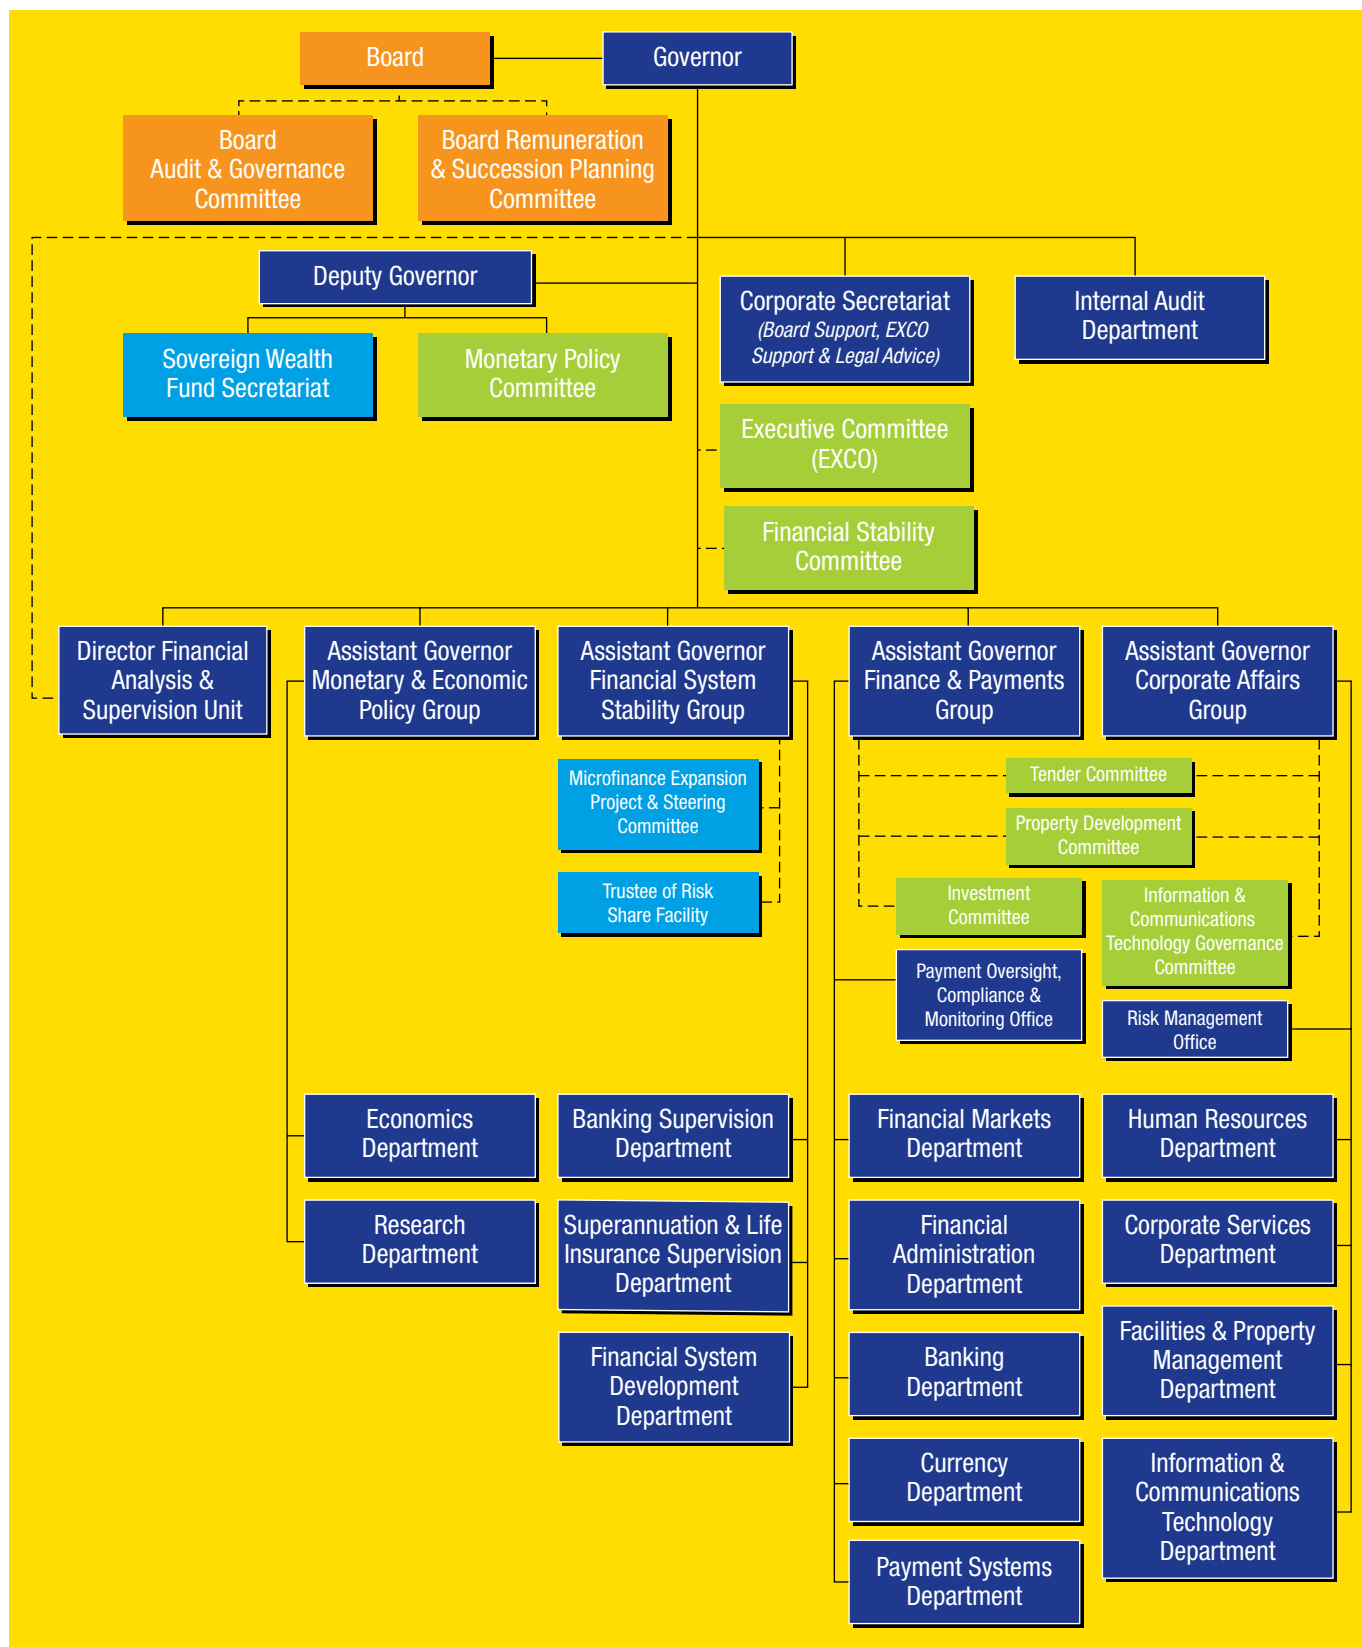 Board
Governor
Board
Audit & Governance
Committee
Board Remuneration
& Succession Planning
Committee
Deputy Governor
Corporate Secretariat
(Board Support, EXCO
Support & Legal Advice)
Internal Audit
Department
Sovereign Wealth
Fund Secretariat
Monetary Policy
Committee
Executive Committee
(EXCO)
Financial Stability
Committee
Director Financial
Analysis &
Supervision Unit
Assistant Governor
Monetary & Economic
Policy Group
Assistant Governor
Financial System
Stability Group
Assistant Governor
Finance & Payments
Group
Assistant Governor
Corporate Affairs
Group
Microfinance Expansion
Project & Steering
Committee
Trustee of Risk
Share Facility
Tender Committee
Property Development
Committee
Investment
Committee
Information &
Communications
Technology Governance
Committee
Payment Oversight,
Compliance &
Monitoring Office
Risk Management
Office
Economics
Department
Banking Supervision
Department
Financial Markets
Department
Human Resources
Department
Research
Department
Superannuation & Life
Insurance Supervision
Department
Financial
Administration
Department
Corporate Services
Department
Financial System
Development
Department
Banking
Department
Facilities & Property
Management
Department
Currency
Department
Information &
Communications
Technology
Department
Payment Systems
Department